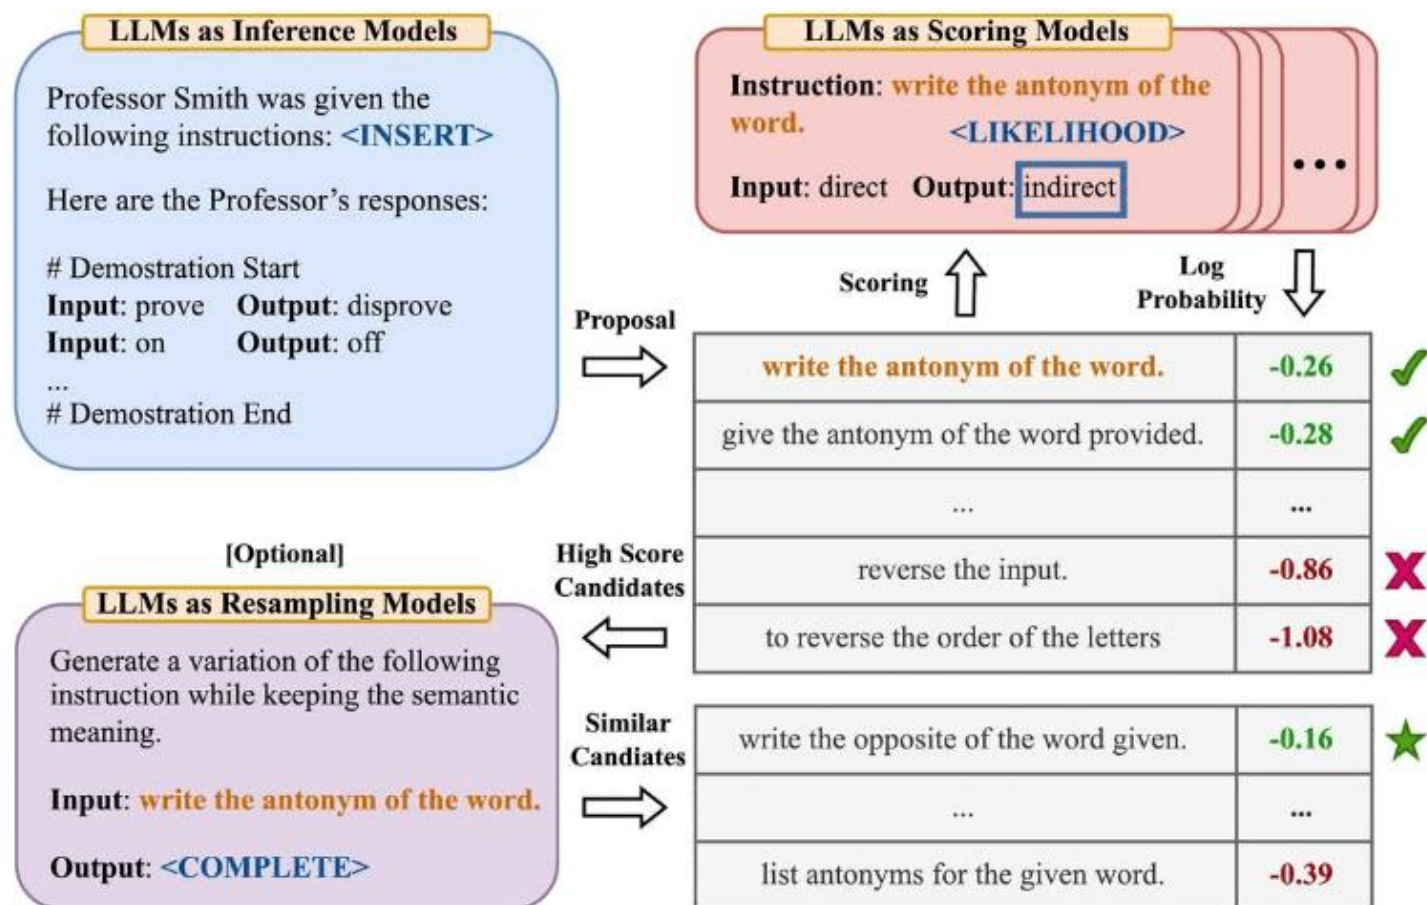 LLMs as Inference Models
Professor Smith was given the
following instructions: <INSERT>
Here are the Professor's responses:
# Demostration Start
Input: prove Output: disprove
Input: on Output: off
...
# Demostration End
LLMs as Scoring Models
Instruction: write the antonym of the
word.
<LIKELIHOOD>
Input: direct Output: indirect
...
Scoring
Log
Probability
Proposal
write the antonym of the word. -0.26
give the antonym of the word provided. -0.28
... ...
reverse the input. -0.86
to reverse the order of the letters -1.08
High Score
Candidates
[Optional]
LLMs as Resampling Models
Generate a variation of the following
instruction while keeping the semantic
meaning.
Input: write the antonym of the word.
Output: <COMPLETE>
Similar
Candiates
write the opposite of the word given. -0.16
... ...
list antonyms for the given word. -0.39